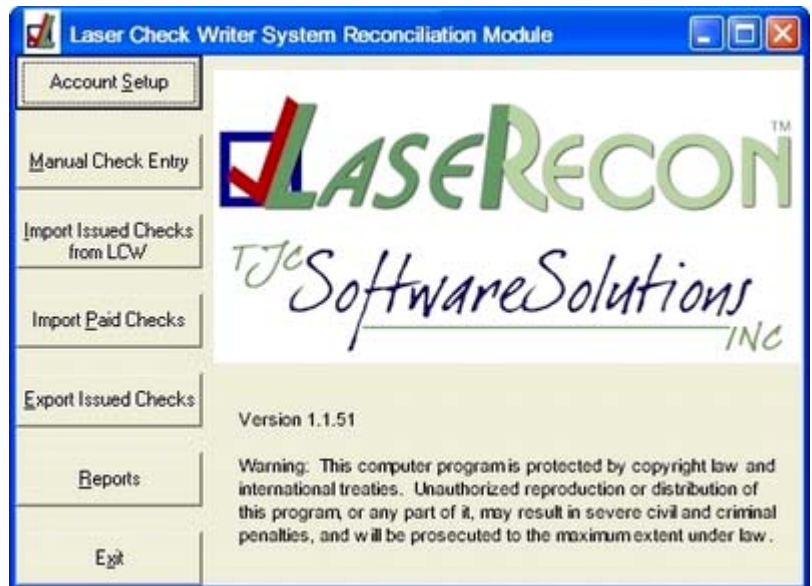 Laser Check Writer System Reconciliation Module
Account Setup
Manual Check Entry
Import Issued Checks
from LCW
Import Paid Checks
Export Issued Checks
Reports
Exit
LASERECON™
TJC SoftwareSolutions
INC
Version 1.1.51
Warning: This computer program is protected by copyright law and
international treaties. Unauthorized reproduction or distribution of
this program, or any part of it, may result in severe civil and criminal
penalties, and will be prosecuted to the maximum extent under law.